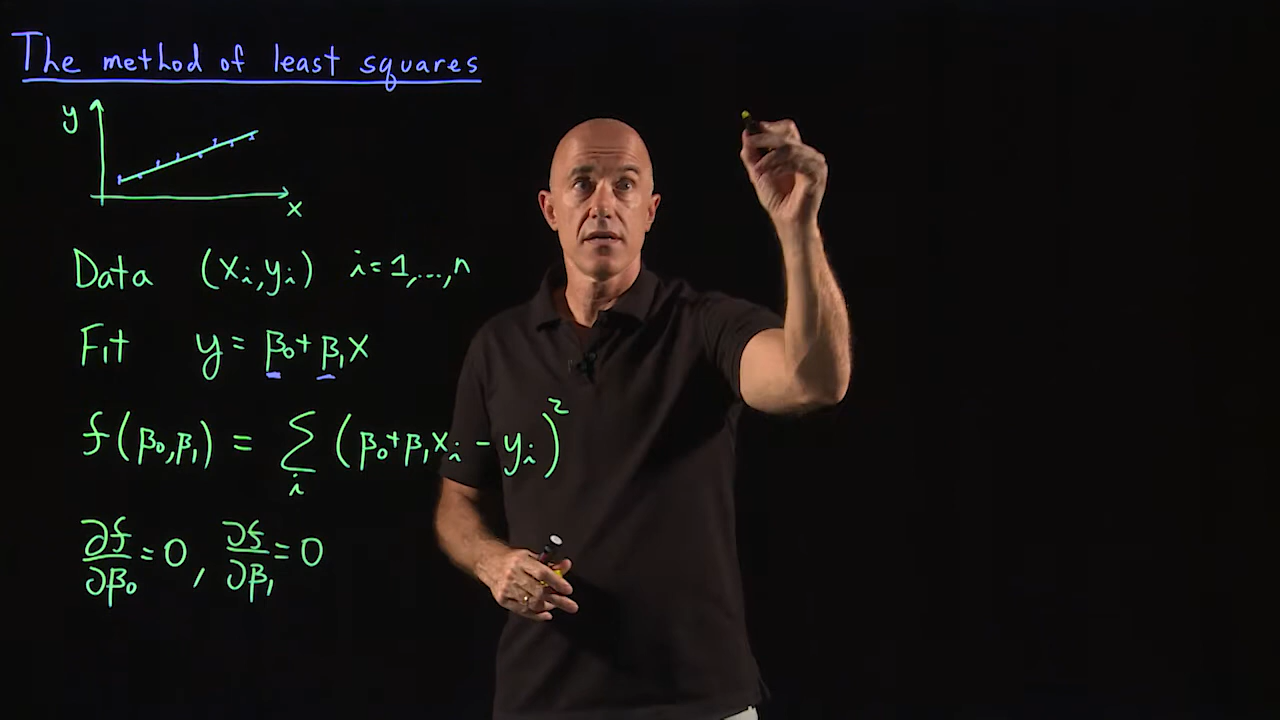 The method of least squares
y
x
Data (xᵢ,yᵢ) i=1,...,n
Fit y = β₀+β₁x
f(β₀,β₁) = ∑ᵢ (β₀+β₁xᵢ − yᵢ)²
∂f/∂β₀ = 0, ∂f/∂β₁ = 0